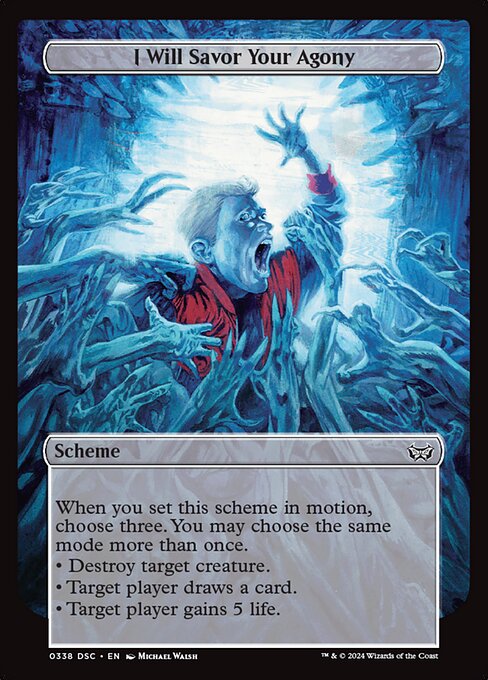 I Will Savor Your Agony
Scheme
When you set this scheme in motion,
choose three. You may choose the same
mode more than once.
• Destroy target creature.
• Target player draws a card.
• Target player gains 5 life.
0338 DSC • EN Michael Walsh
™ & © 2024 Wizards of the Coast